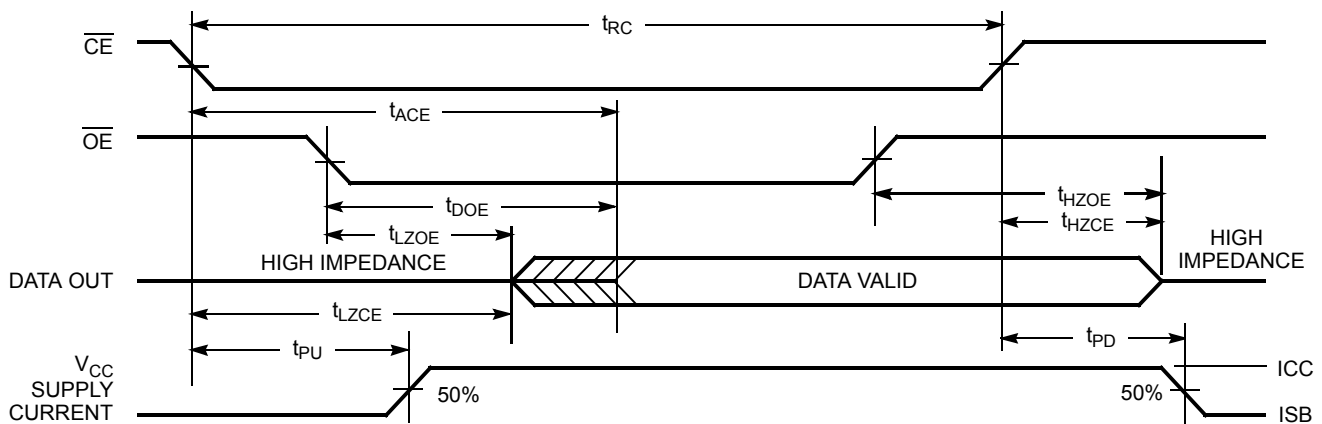 tRC
CE
tACE
OE
tHZOE
tDOE
tHZCE
tLZOE
HIGH IMPEDANCE
HIGH IMPEDANCE
DATA OUT
DATA VALID
tLZCE
tPU
tPD
VCC
SUPPLY
CURRENT
50%
50%
ICC
ISB